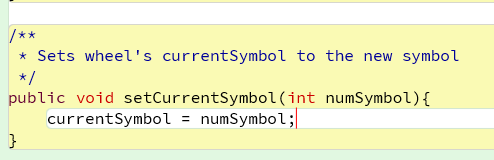 /**
 * Sets wheel's currentSymbol to the new symbol
 */
public void setCurrentSymbol(int numSymbol){
    currentSymbol = numSymbol;
}